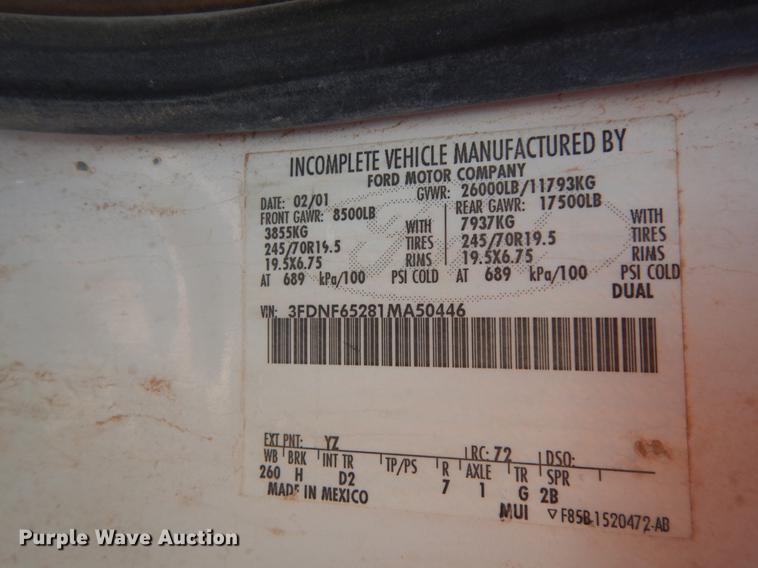 INCOMPLETE VEHICLE MANUFACTURED BY
FORD MOTOR COMPANY
DATE: 02/01 GVWR: 26000LB/11793KG
FRONT GAWR: 8500LB REAR GAWR: 17500LB
3855KG WITH 7937KG WITH
245/70R19.5 TIRES 245/70R19.5 TIRES
19.5X6.75 RIMS 19.5X6.75 RIMS
AT 689 kPa/100 PSI COLD AT 689 kPa/100 PSI COLD
DUAL
VIN: 3FDNF65281MA50446
EXT PNT: YZ RC: 72 DSO:
WB BRK INT TR TP/PS R AXLE TR SPR
260 H D2 7 1 G 2B
MADE IN MEXICO MUI ▽ F85B-1520472-AB
Purple Wave Auction